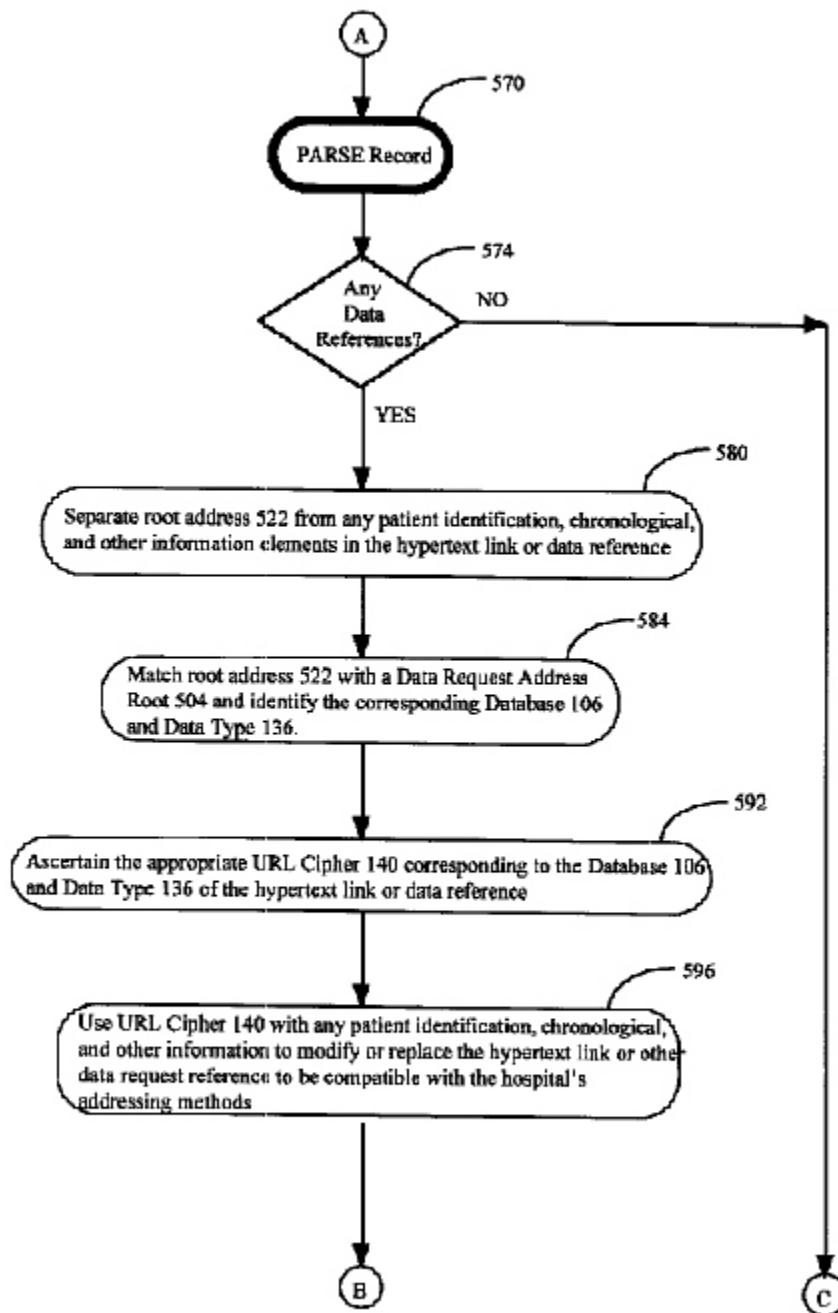 A
570
PARSE Record
574
Any
Data
References?
NO
YES
580
Separate root address 522 from any patient identification, chronological,
and other information elements in the hypertext link or data reference
584
Match root address 522 with a Data Request Address
Root 504 and identify the corresponding Database 106
and Data Type 136.
592
Ascertain the appropriate URL Cipher 140 corresponding to the Database 106
and Data Type 136 of the hypertext link or data reference
596
Use URL Cipher 140 with any patient identification, chronological,
and other information to modify or replace the hypertext link or other
data request reference to be compatible with the hospital's
addressing methods
B
C